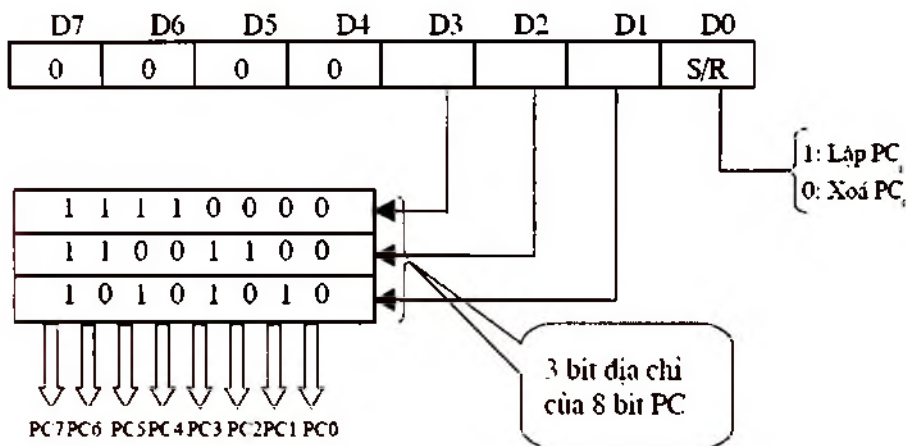 D7 D6 D5 D4 D3 D2 D1 D0
0 0 0 0 S/R
1: Lập PCi
0: Xoá PCi
1 1 1 1 0 0 0 0
1 1 0 0 1 1 0 0
1 0 1 0 1 0 1 0
3 bit địa chỉ
của 8 bit PC
PC7 PC6 PC5 PC4 PC3 PC2 PC1 PC0